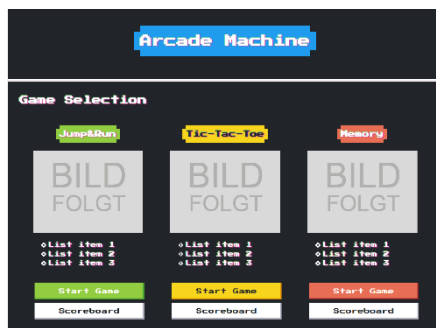 Arcade Machine
Game Selection
Jump&Run
Tic-Tac-Toe
Memory
BILD
FOLGT
BILD
FOLGT
BILD
FOLGT
List item 1
List item 2
List item 3
List item 1
List item 2
List item 3
List item 1
List item 2
List item 3
Start Game
Start Game
Start Game
Scoreboard
Scoreboard
Scoreboard